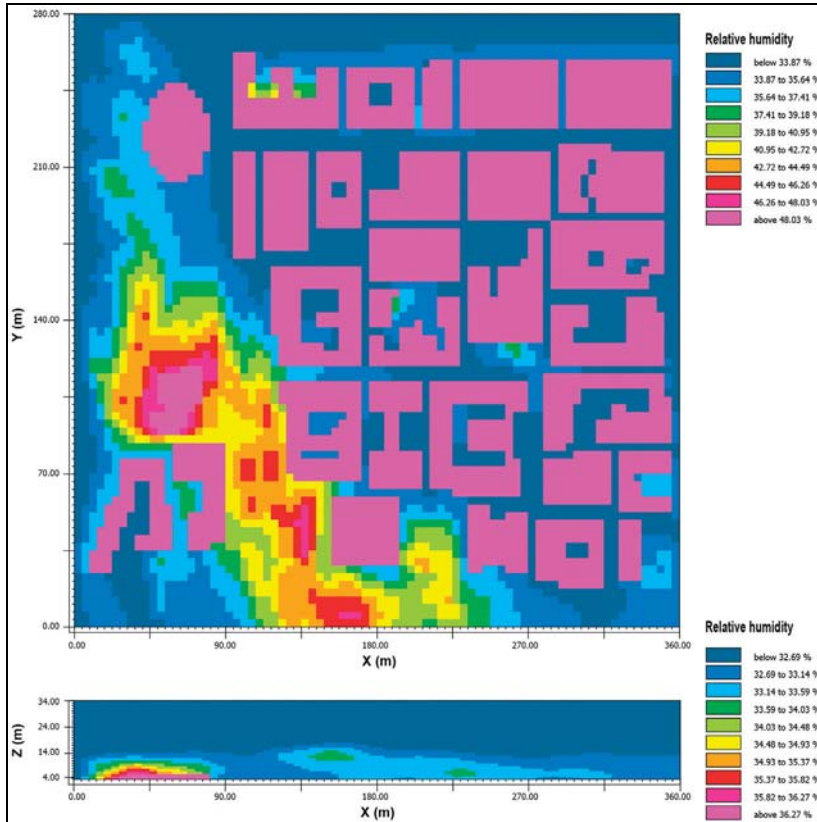 Relative humidity
below 33.87 %
33.87 to 35.64 %
35.64 to 37.41 %
37.41 to 39.18 %
39.18 to 40.95 %
40.95 to 42.72 %
42.72 to 44.49 %
44.49 to 46.26 %
46.26 to 48.03 %
above 48.03 %
280.00
210.00
Y (m)
140.00
70.00
0.00
0.00 90.00 180.00 270.00 360.00
X (m)
Relative humidity
below 32.69 %
32.69 to 33.14 %
33.14 to 33.59 %
33.59 to 34.03 %
34.03 to 34.48 %
34.48 to 34.93 %
34.93 to 35.37 %
35.37 to 35.82 %
35.82 to 36.27 %
above 36.27 %
34.00
24.00
Z (m)
14.00
4.00
0.00 90.00 180.00 270.00 360.00
X (m)